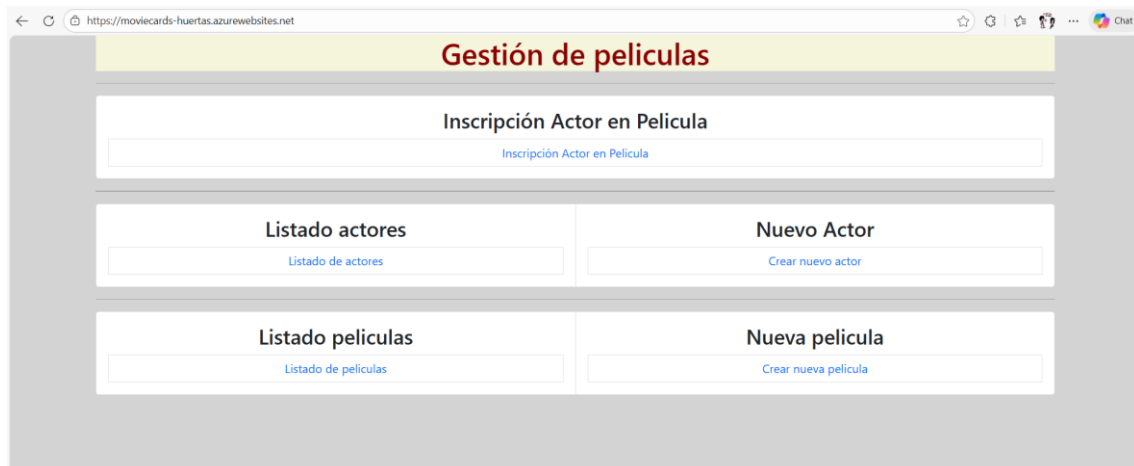 https://moviecards-huertas.azurewebsites.net
Chat
Gestión de peliculas
Inscripción Actor en Pelicula
Inscripción Actor en Pelicula
Listado actores
Nuevo Actor
Listado de actores
Crear nuevo actor
Listado peliculas
Nueva pelicula
Listado de peliculas
Crear nueva pelicula